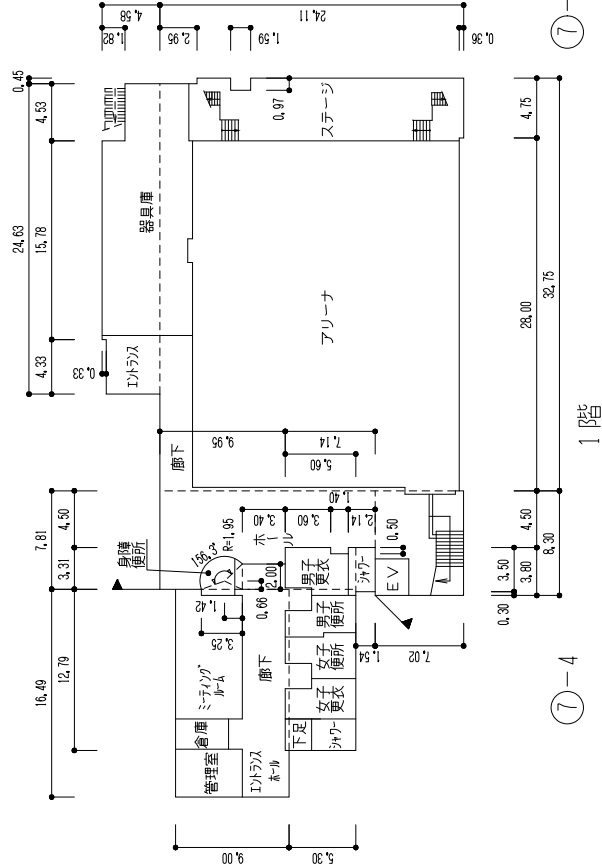 4.58
24.11
1.82
2.95
1.59
0.36
⑦-
0.45
4.53
4.75
24.63
15.78
4.33
0.33
0.97
ステージ
器具庫
アリーナ
エントランス
28.00
32.75
1階
廊下
9.95
7.14
5.60
1.40
3.40
3.60
2.14
0.50
7.81
4.50
3.31
身障
便所
156.3°
R=1.95
ホール
2.00
1.42
0.66
3.25
男子
更衣
シャワー
EV
4.50
8.30
3.50
3.80
0.30
16.49
12.79
ミーティング
ルーム
廊下
男子
便所
女子
便所
女子
更衣
1.54
7.02
倉庫
下足
シャワー
管理室
エントランス
ホール
9.00
5.30
⑦-4